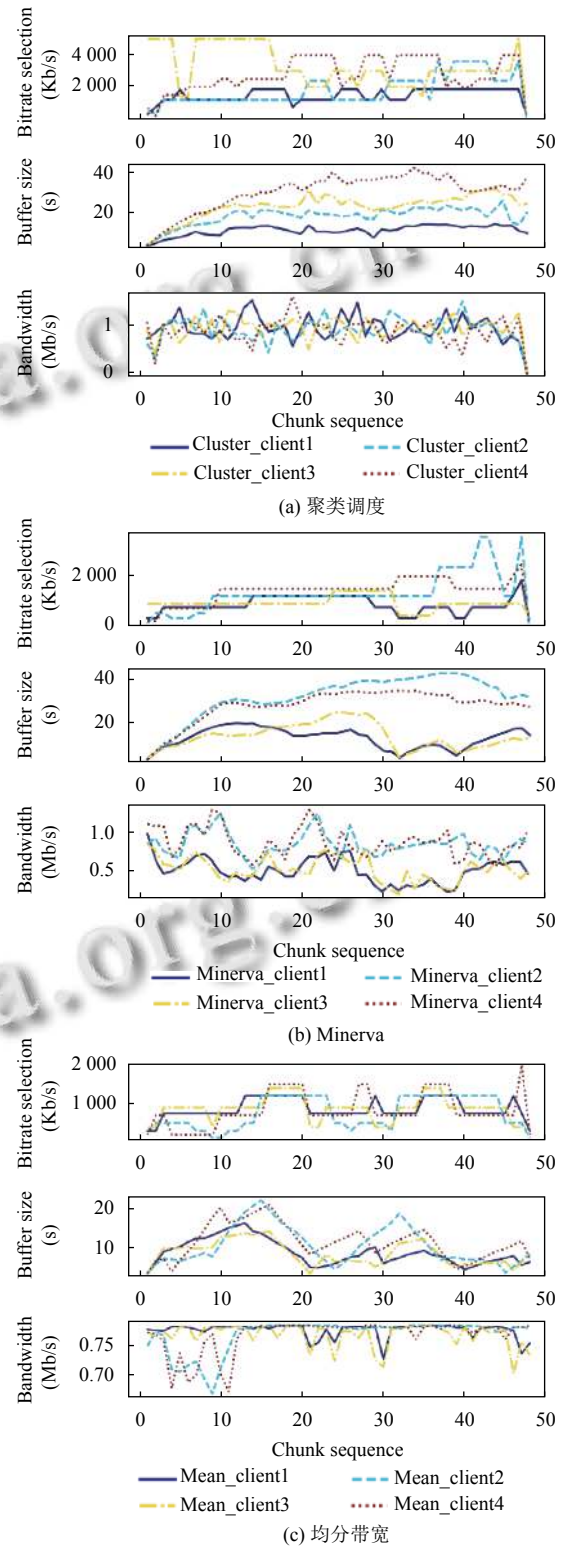 Bitrate selection
(Kb/s)
4 000
2 000
0 10 20 30 40 50
Buffer size
(s)
40
20
0 10 20 30 40 50
Bandwidth
(Mb/s)
1
0
0 10 20 30 40 50
Chunk sequence
Cluster_client1 Cluster_client2
Cluster_client3 Cluster_client4
(a) 聚类调度
Bitrate selection
(Kb/s)
2 000
0
0 10 20 30 40 50
Buffer size
(s)
40
20
0 10 20 30 40 50
Bandwidth
(Mb/s)
1.0
0.5
0 10 20 30 40 50
Chunk sequence
Minerva_client1 Minerva_client2
Minerva_client3 Minerva_client4
(b) Minerva
Bitrate selection
(Kb/s)
2 000
1 000
0 10 20 30 40 50
Buffer size
(s)
20
10
0 10 20 30 40 50
Bandwidth
(Mb/s)
0.75
0.70
0 10 20 30 40 50
Chunk sequence
Mean_client1 Mean_client2
Mean_client3 Mean_client4
(c) 均分带宽